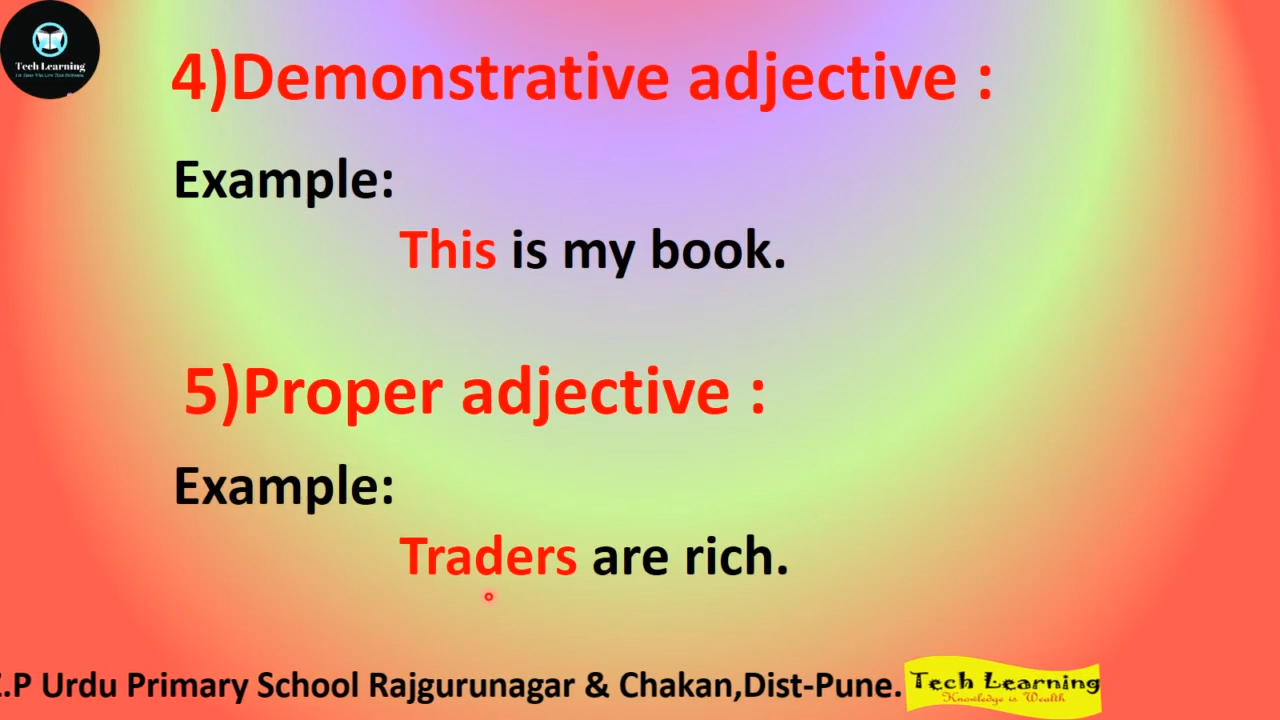 Tech Learning
4)Demonstrative adjective :
Example:
This is my book.
5)Proper adjective :
Example:
Traders are rich.
.P Urdu Primary School Rajgurunagar & Chakan,Dist-Pune.
Tech Learning
Knowledge is Wealth